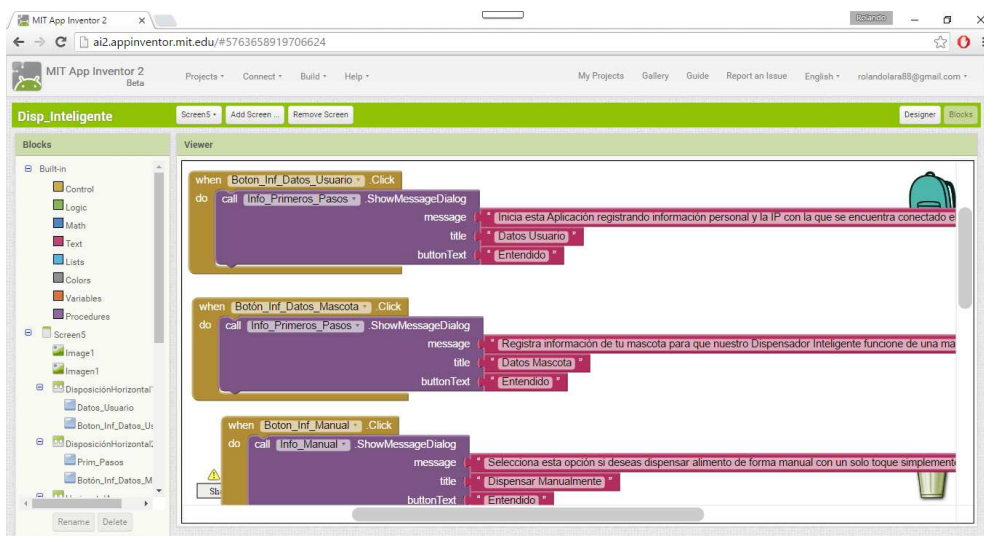 MIT App Inventor 2
Rolando
ai2.appinventor.mit.edu/#5763658919706624
MIT App Inventor 2
Beta
Projects
Connect
Build
Help
My Projects
Gallery
Guide
Report an Issue
English
rolandolara88@gmail.com
Disp_Inteligente
Screen5
Add Screen ...
Remove Screen
Designer
Blocks
Blocks
Viewer
Built-in
Control
Logic
Math
Text
Lists
Colors
Variables
Procedures
Screen5
Image1
Imagen1
DisposiciónHorizontal1
Datos_Usuario
Boton_Inf_Datos_Us
DisposiciónHorizontal2
Prim_Pasos
Botón_Inf_Datos_M
Rename
Delete
when Boton_Inf_Datos_Usuario .Click
do call Info_Primeros_Pasos .ShowMessageDialog
message " Inicia esta Aplicación registrando información personal y la IP con la que se encuentra conectado e
title " Datos Usuario "
buttonText " Entendido "
when Botón_Inf_Datos_Mascota .Click
do call Info_Primeros_Pasos .ShowMessageDialog
message " Registra información de tu mascota para que nuestro Dispensador Inteligente funcione de una ma
title " Datos Mascota "
buttonText " Entendido "
when Boton_Inf_Manual .Click
do call Info_Manual .ShowMessageDialog
message " Selecciona esta opción si deseas dispensar alimento de forma manual con un solo toque simplemente
title " Dispensar Manualmente "
buttonText " Entendido "
Sh